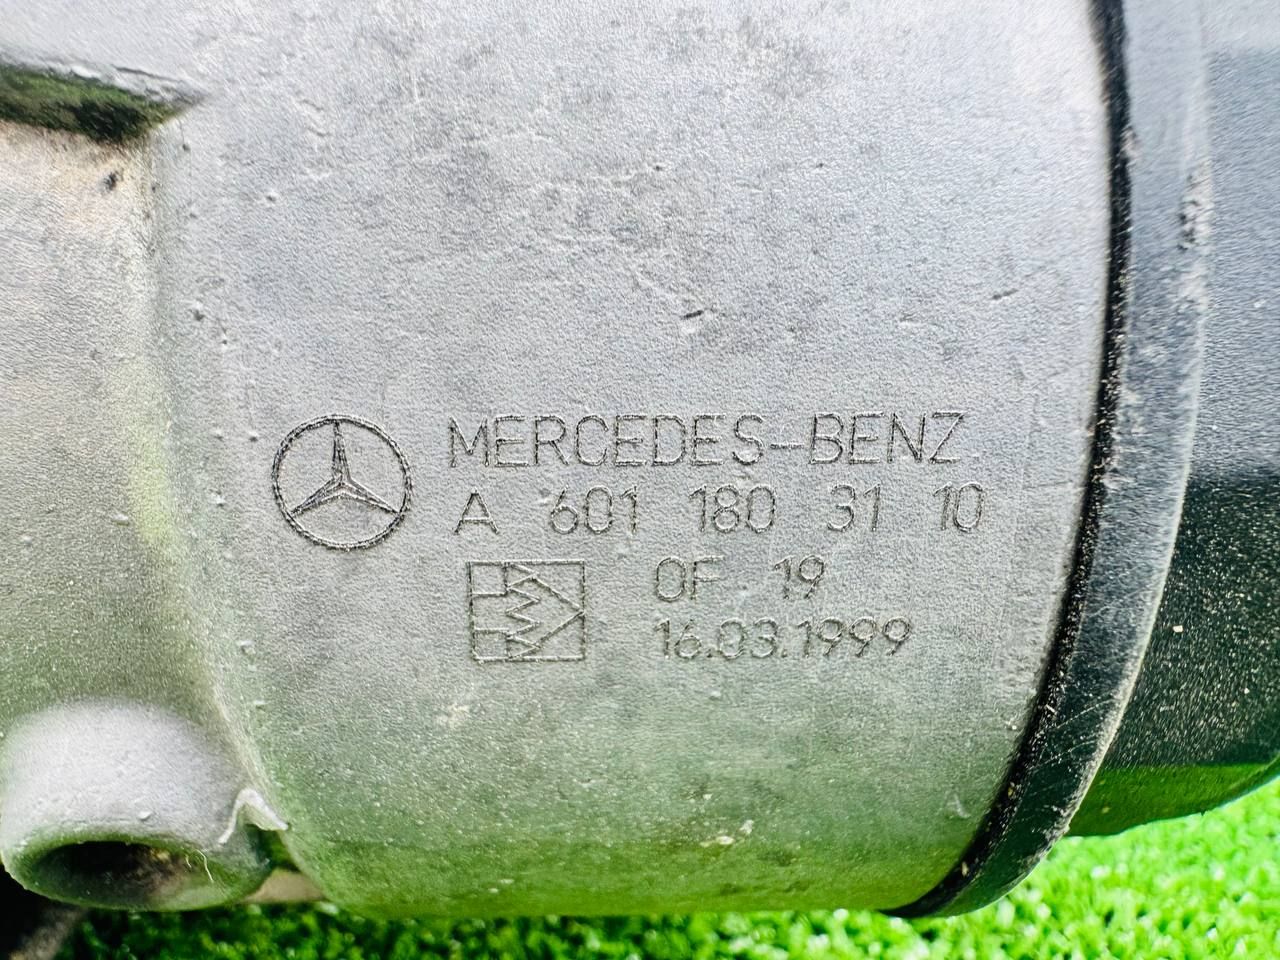 MERCEDES-BENZ
A 601 180 31 10
OF 19
16.03.1999